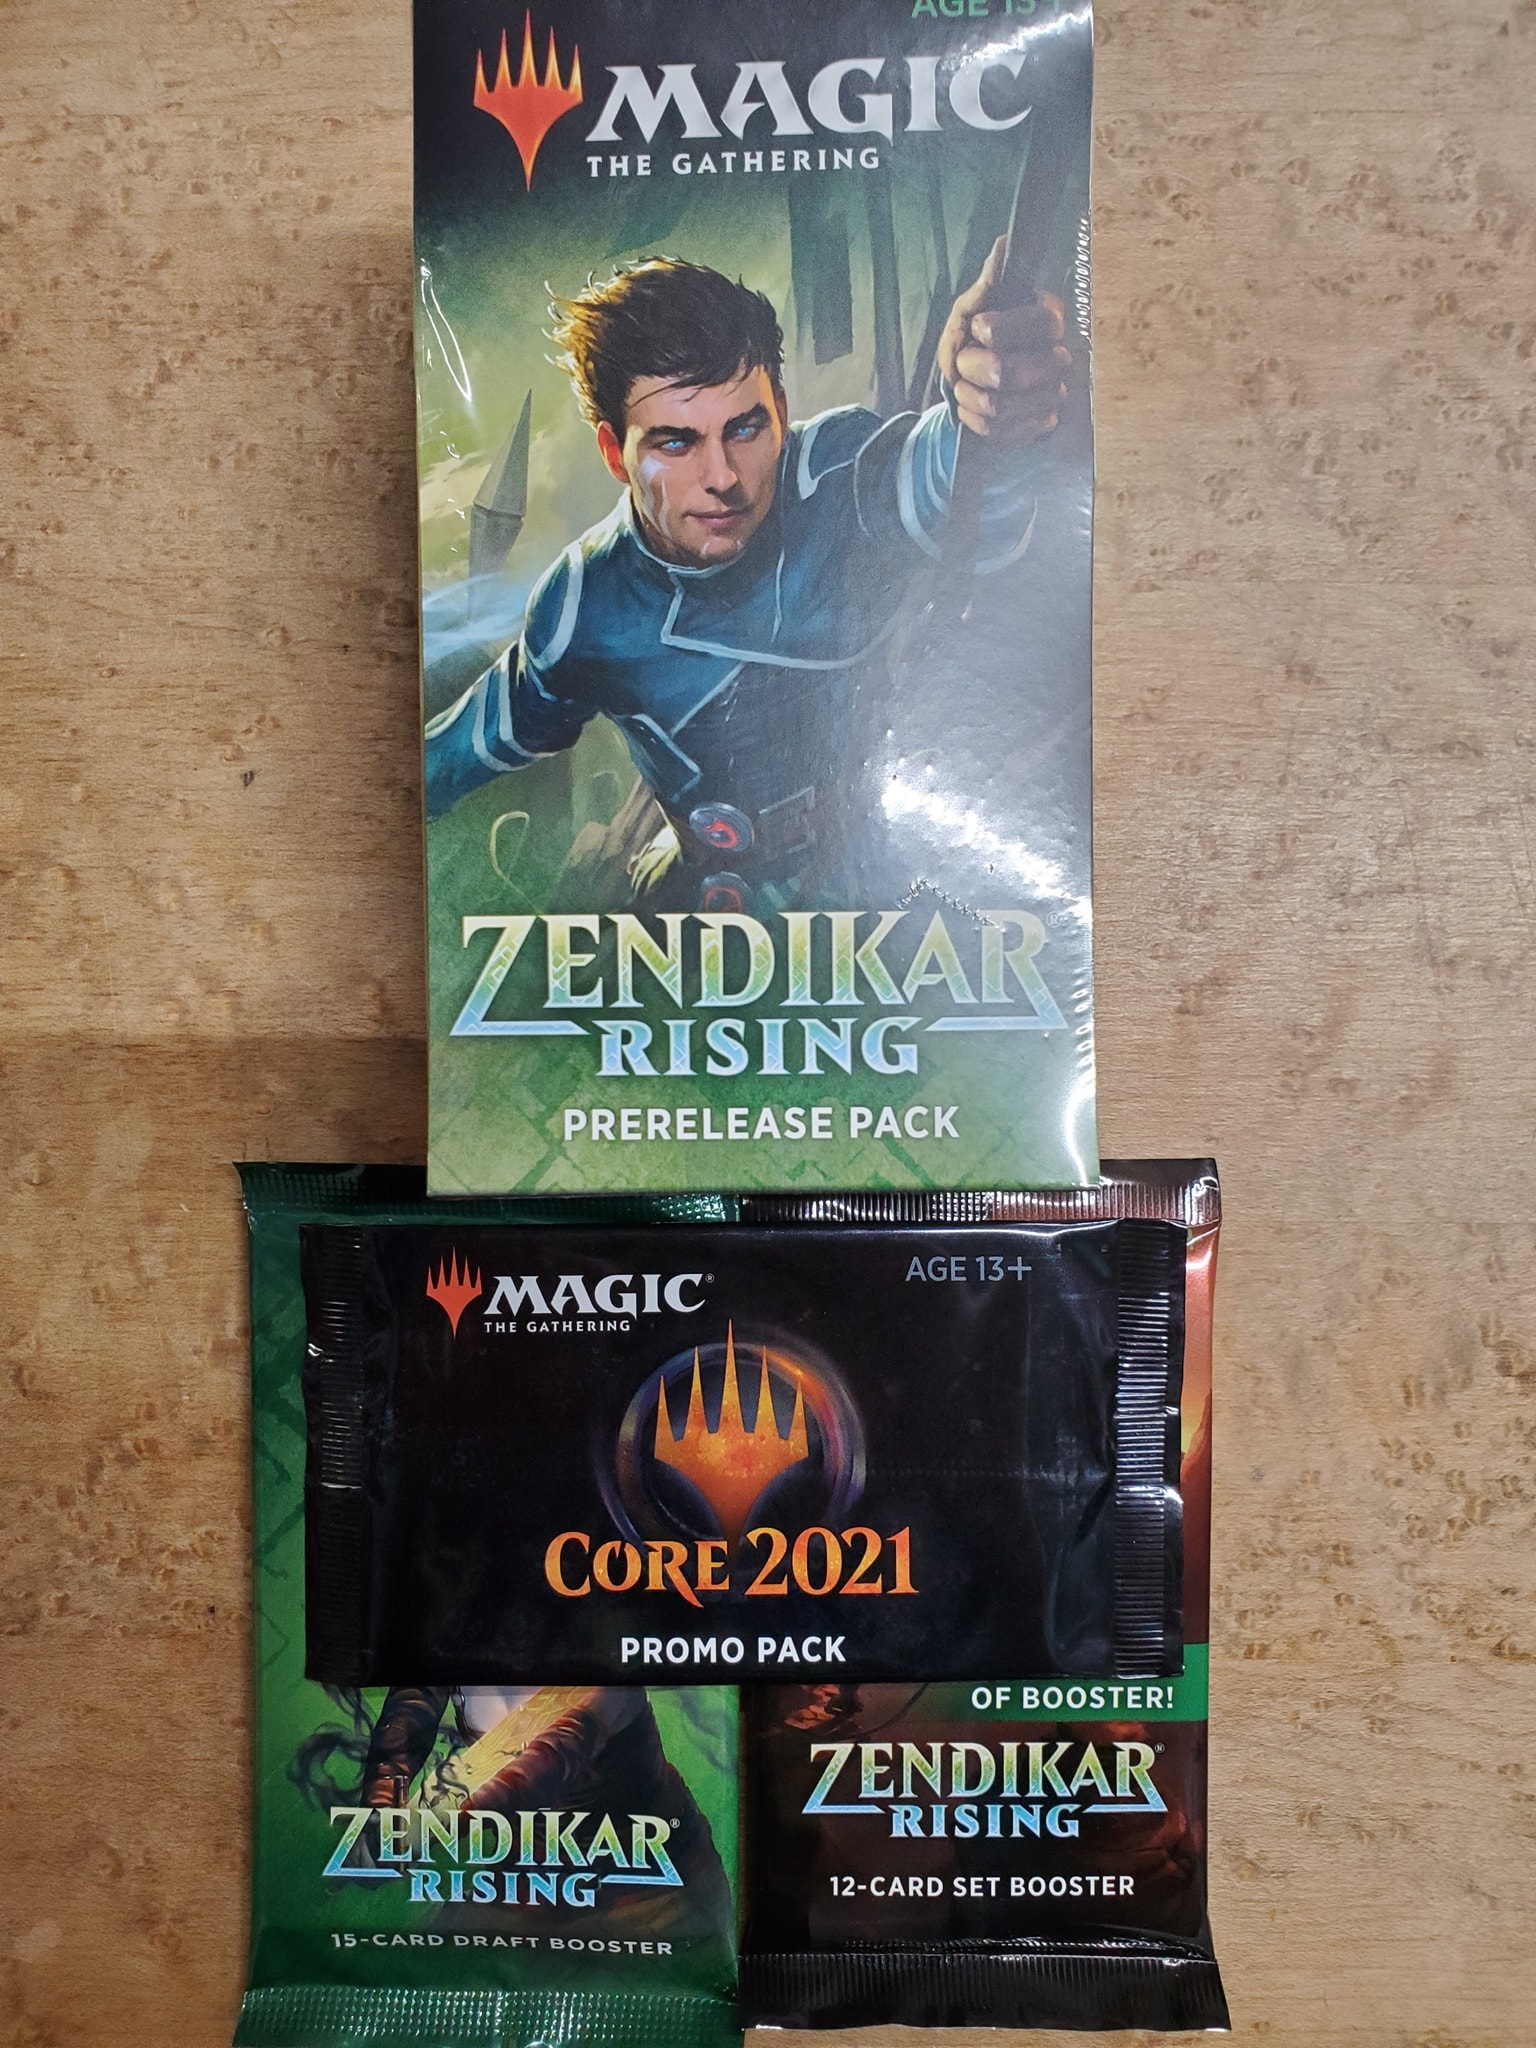 AGE 13+
MAGIC
THE GATHERING
ZENDIKAR®
RISING
PRERELEASE PACK
MAGIC®
THE GATHERING
AGE 13+
CORE 2021
PROMO PACK
OF BOOSTER!
ZENDIKAR®
RISING
15-CARD DRAFT BOOSTER
ZENDIKAR®
RISING
12-CARD SET BOOSTER